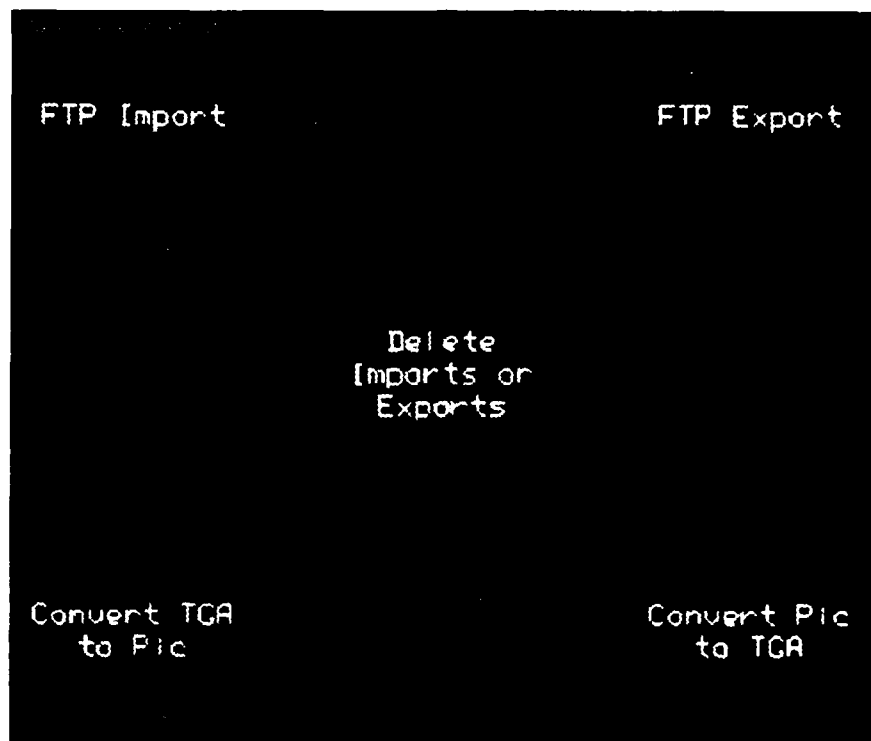 FTP Import
FTP Export
Delete
Imports or
Exports
Convert TGA
to Pic
Convert Pic
to TGA